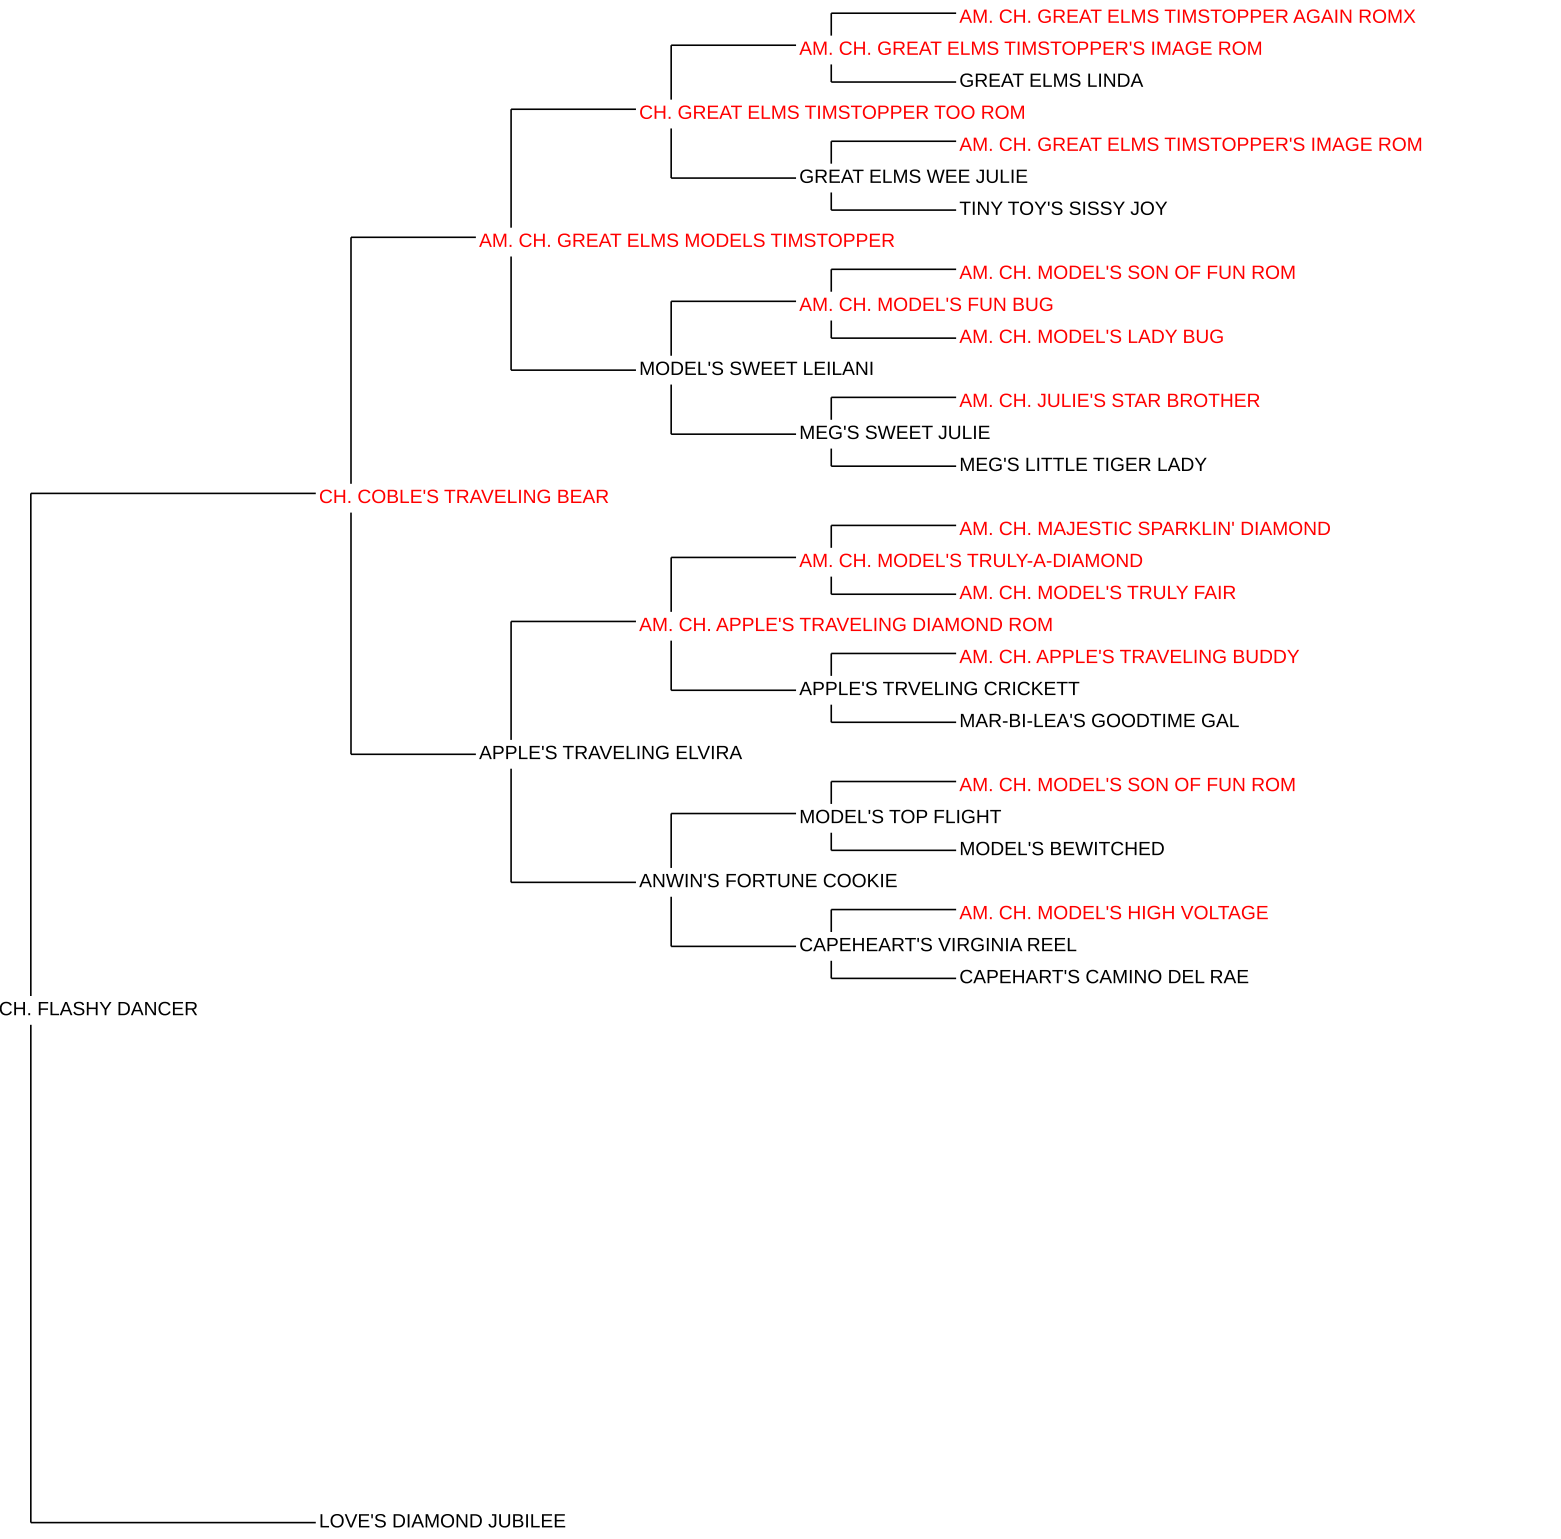 AM. CH. GREAT ELMS TIMSTOPPER AGAIN ROMX
AM. CH. GREAT ELMS TIMSTOPPER'S IMAGE ROM
GREAT ELMS LINDA
CH. GREAT ELMS TIMSTOPPER TOO ROM
AM. CH. GREAT ELMS TIMSTOPPER'S IMAGE ROM
GREAT ELMS WEE JULIE
TINY TOY'S SISSY JOY
AM. CH. GREAT ELMS MODELS TIMSTOPPER
AM. CH. MODEL'S SON OF FUN ROM
AM. CH. MODEL'S FUN BUG
AM. CH. MODEL'S LADY BUG
MODEL'S SWEET LEILANI
AM. CH. JULIE'S STAR BROTHER
MEG'S SWEET JULIE
MEG'S LITTLE TIGER LADY
CH. COBLE'S TRAVELING BEAR
AM. CH. MAJESTIC SPARKLIN' DIAMOND
AM. CH. MODEL'S TRULY-A-DIAMOND
AM. CH. MODEL'S TRULY FAIR
AM. CH. APPLE'S TRAVELING DIAMOND ROM
AM. CH. APPLE'S TRAVELING BUDDY
APPLE'S TRVELING CRICKETT
MAR-BI-LEA'S GOODTIME GAL
APPLE'S TRAVELING ELVIRA
AM. CH. MODEL'S SON OF FUN ROM
MODEL'S TOP FLIGHT
MODEL'S BEWITCHED
ANWIN'S FORTUNE COOKIE
AM. CH. MODEL'S HIGH VOLTAGE
CAPEHEART'S VIRGINIA REEL
CAPEHART'S CAMINO DEL RAE
CH. FLASHY DANCER
LOVE'S DIAMOND JUBILEE